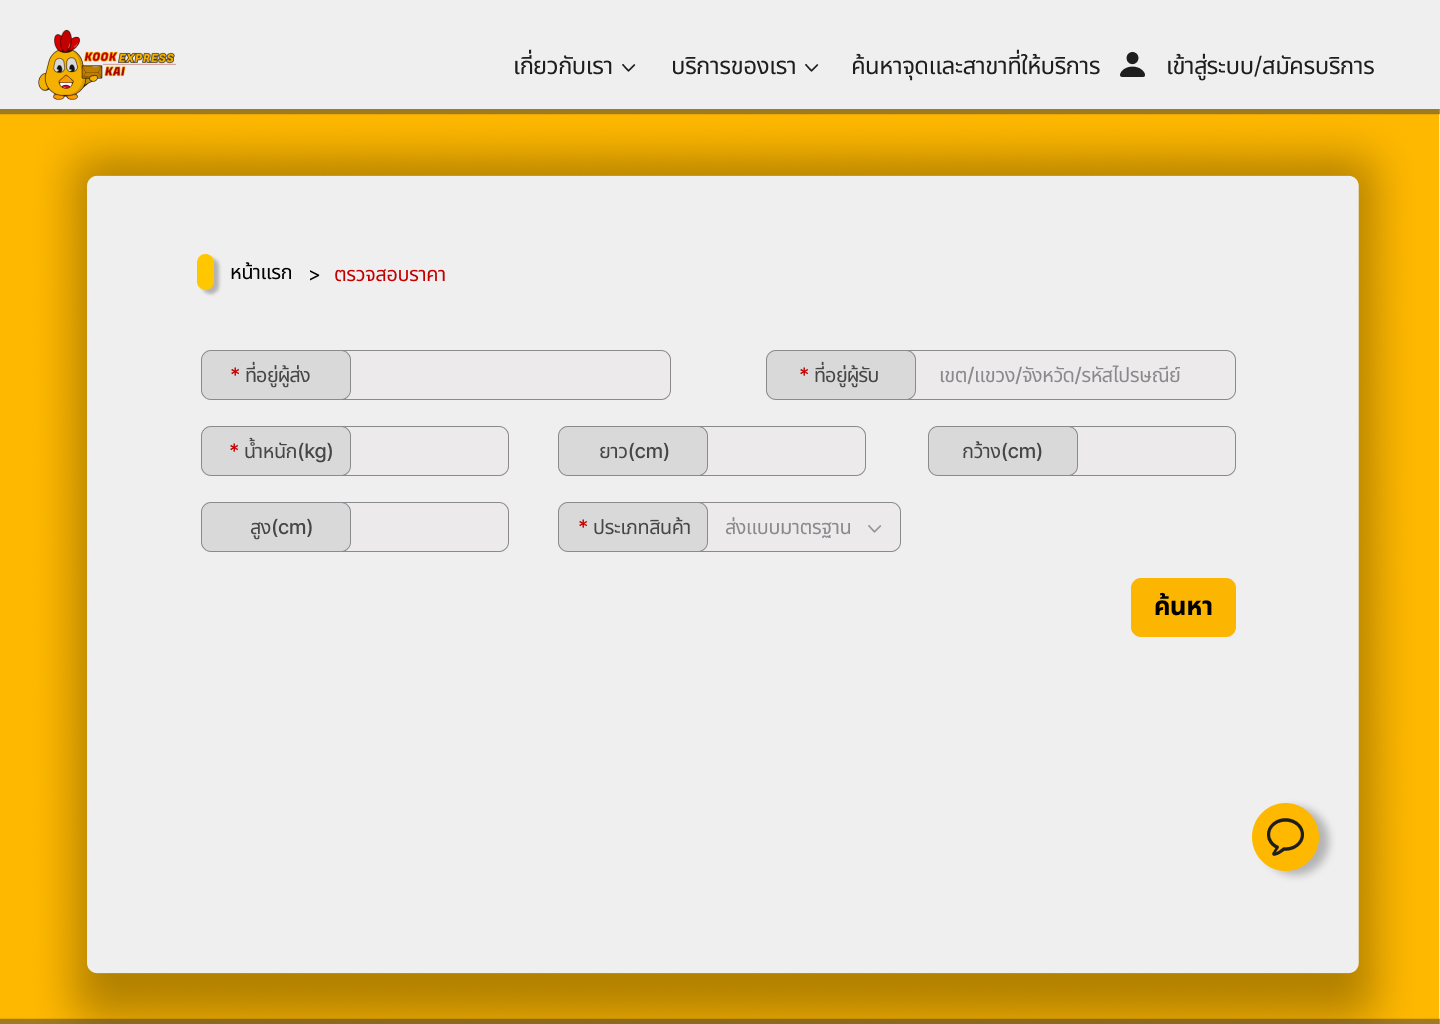 KOOK EXPRESS
KAI
เกี่ยวกับเรา บริการของเรา ค้นหาจุดและสาขาที่ให้บริการ เข้าสู่ระบบ/สมัครบริการ
หน้าแรก > ตรวจสอบราคา
* ที่อยู่ผู้ส่ง * ที่อยู่ผู้รับ เขต/แขวง/จังหวัด/รหัสไปรษณีย์
* น้ำหนัก(kg) ยาว(cm) กว้าง(cm)
สูง(cm) * ประเภทสินค้า ส่งแบบมาตรฐาน
ค้นหา